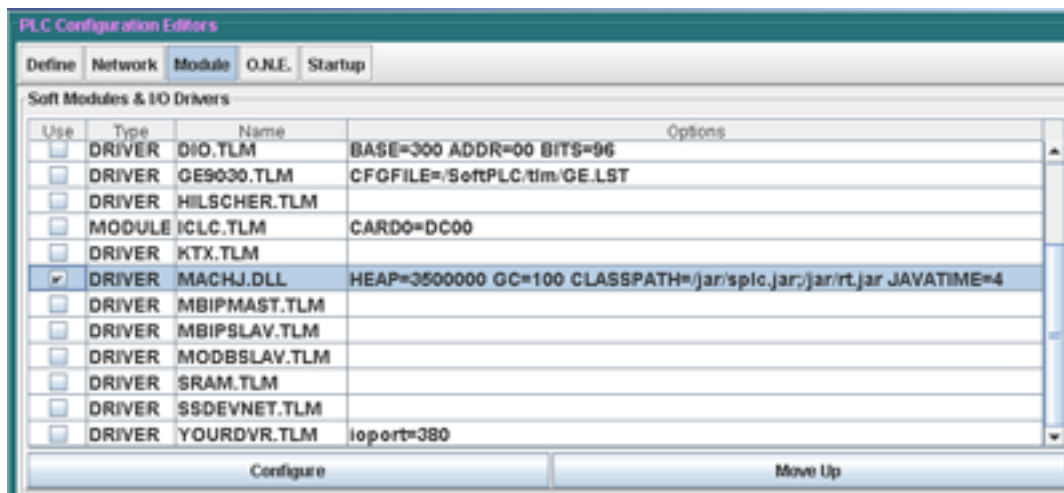 PLC Configuration Editors
Define Network Module O.N.E. Startup
Soft Modules & I/O Drivers
Use Type Name Options
DRIVER DIO.TLM BASE=300 ADDR=00 BITS=96
DRIVER GE9030.TLM CFGFILE=/SoftPLC/tlm/GE.LST
DRIVER HILSCHER.TLM
MODULE ICLC.TLM CARD0=DC00
DRIVER KTX.TLM
DRIVER MACHJ.DLL HEAP=3500000 GC=100 CLASSPATH=/jar/splc.jar;/jar/rt.jar JAVATIME=4
DRIVER MBIPMAST.TLM
DRIVER MBIPSLAV.TLM
DRIVER MODBSLAV.TLM
DRIVER SRAM.TLM
DRIVER SSDEVNET.TLM
DRIVER YOURDVR.TLM ioport=380
Configure Move Up